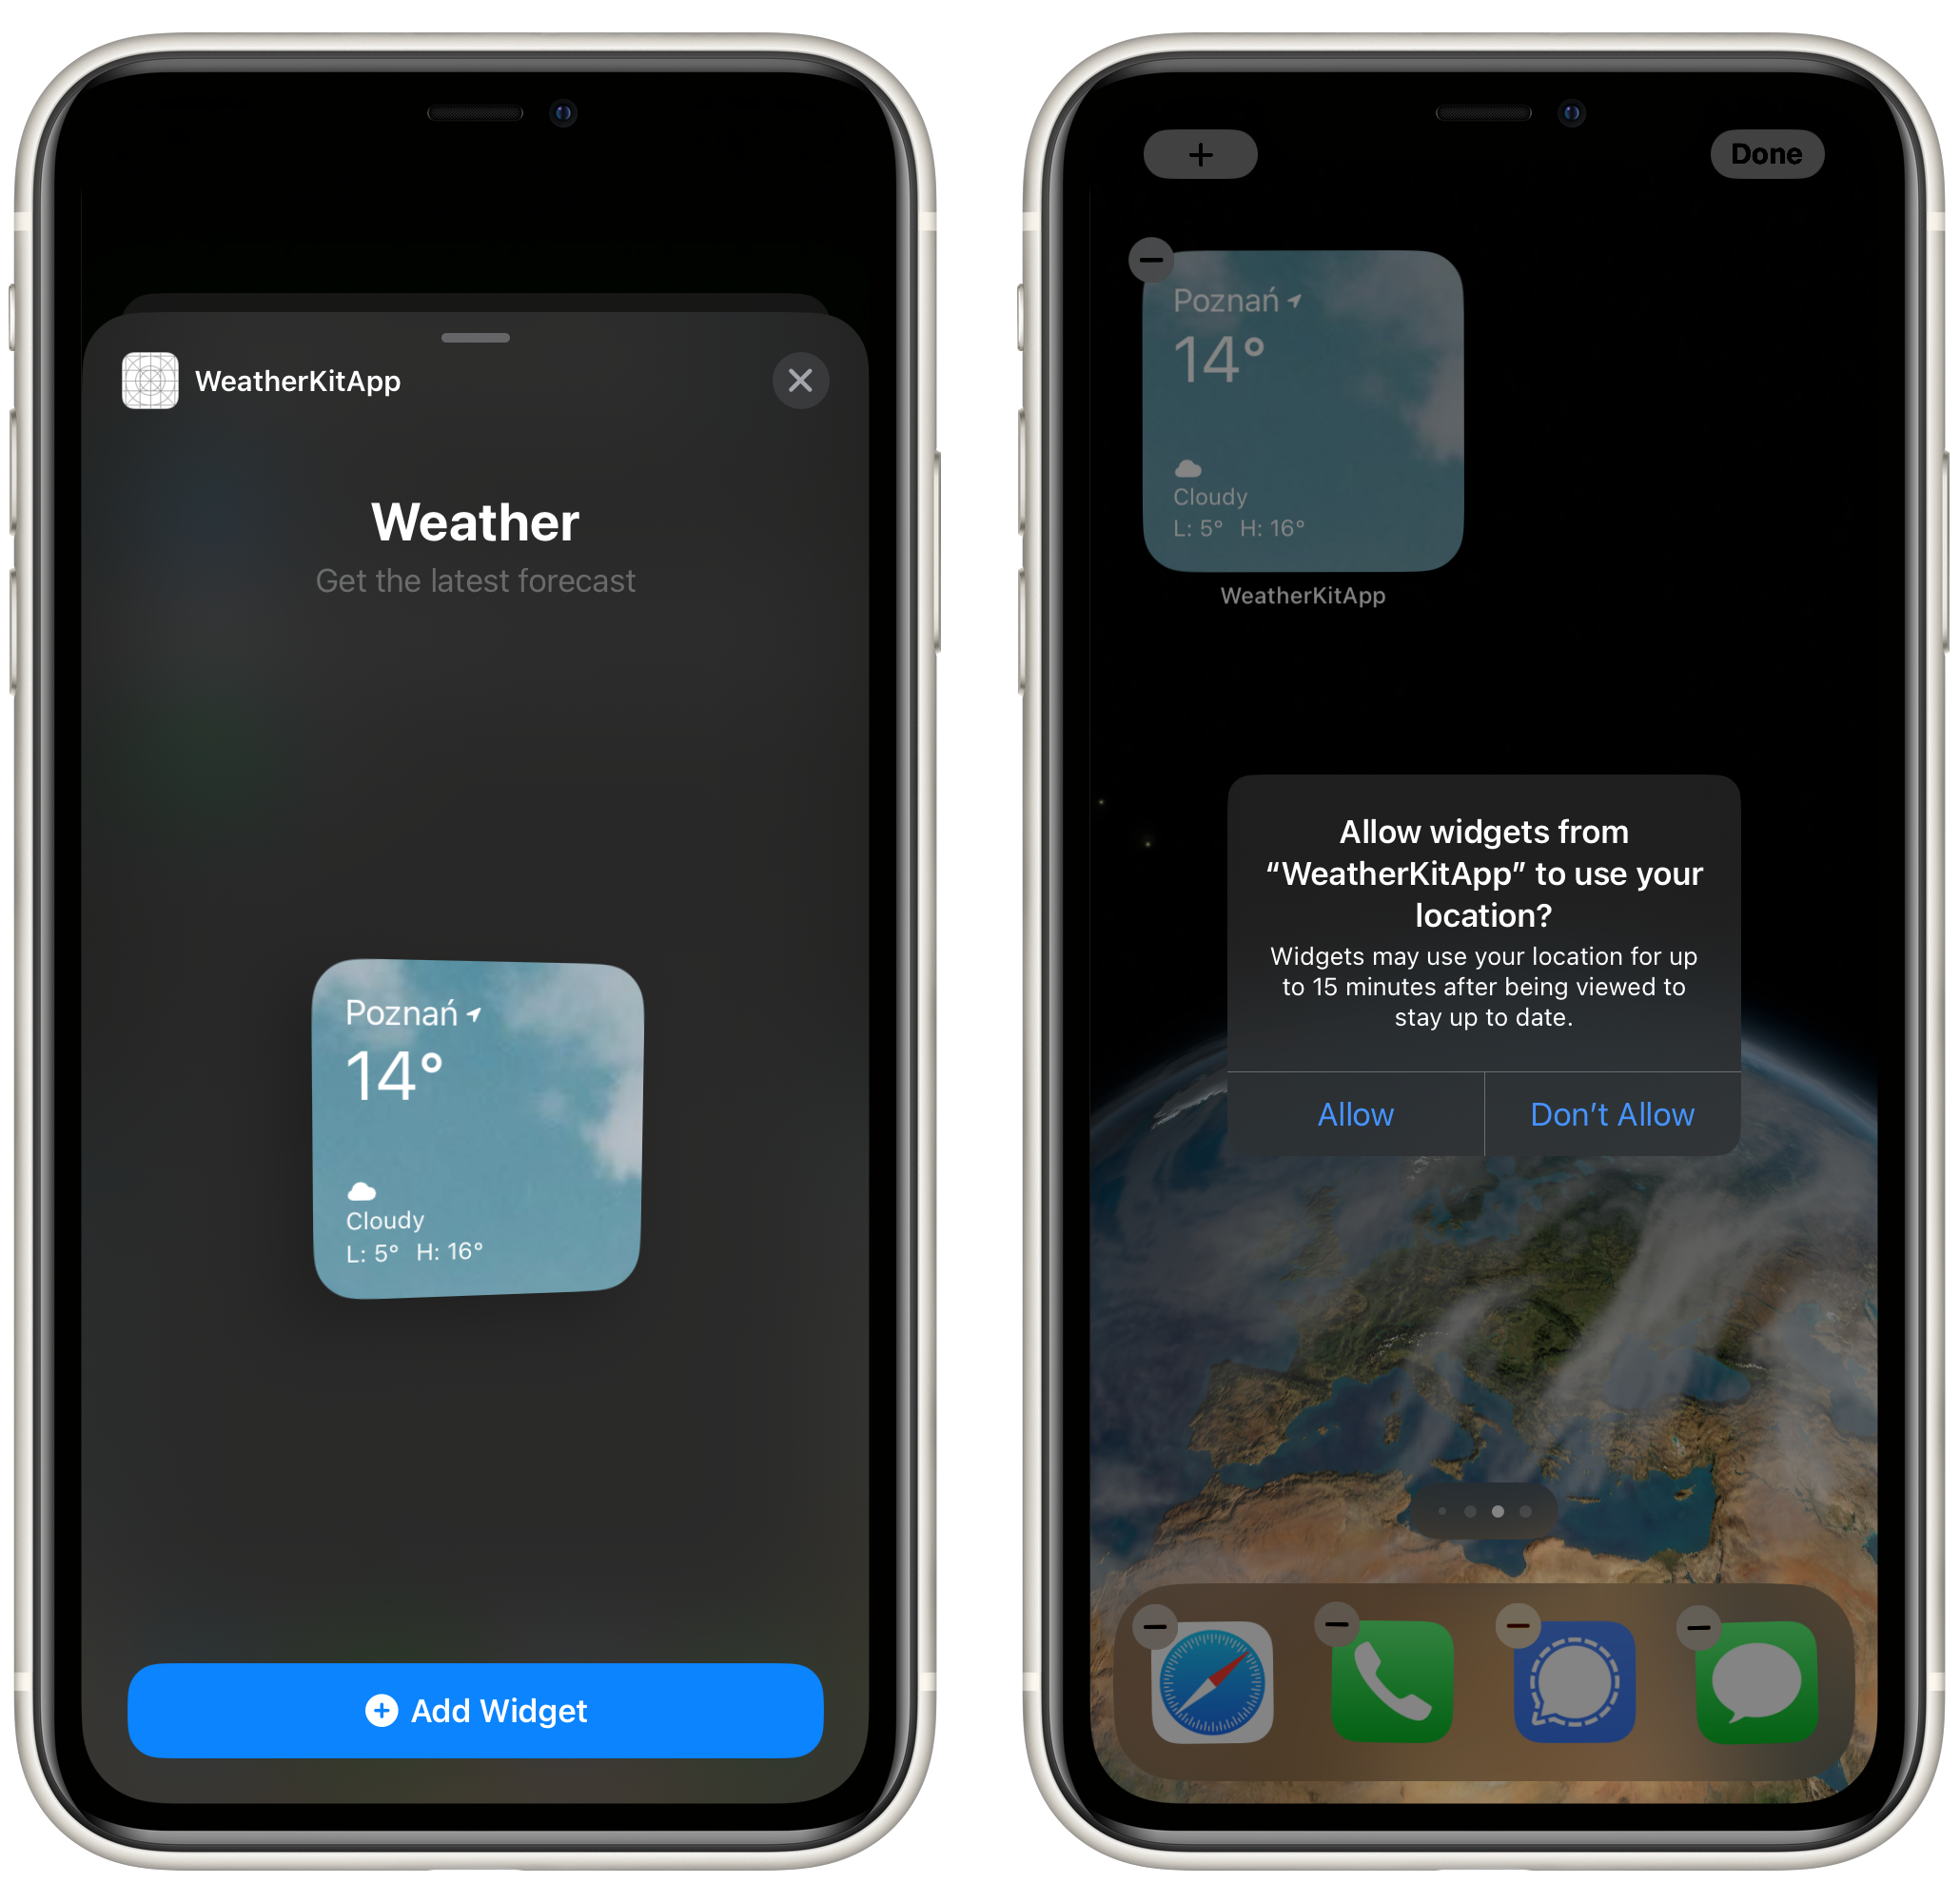 WeatherKitApp
Weather
Get the latest forecast
Poznań
14°
Cloudy
L: 5° H: 16°
Add Widget
+
Done
Poznań
14°
Cloudy
L: 5° H: 16°
WeatherKitApp
Allow widgets from
“WeatherKitApp” to use your
location?
Widgets may use your location for up
to 15 minutes after being viewed to
stay up to date.
Allow
Don’t Allow